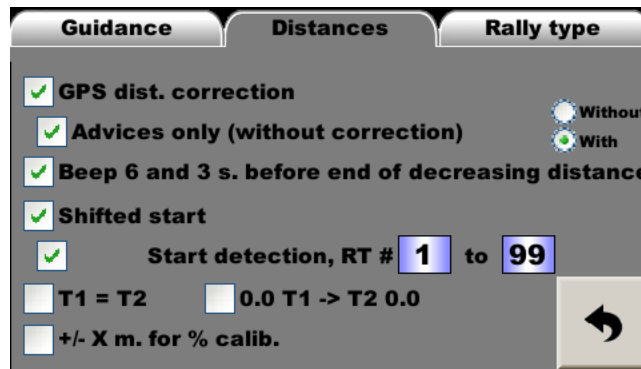 Guidance Distances Rally type
GPS dist. correction
Without
Advices only (without correction)
With
Beep 6 and 3 s. before end of decreasing distance
Shifted start
Start detection, RT # 1 to 99
T1 = T2 0.0 T1 -> T2 0.0
+/- X m. for % calib.